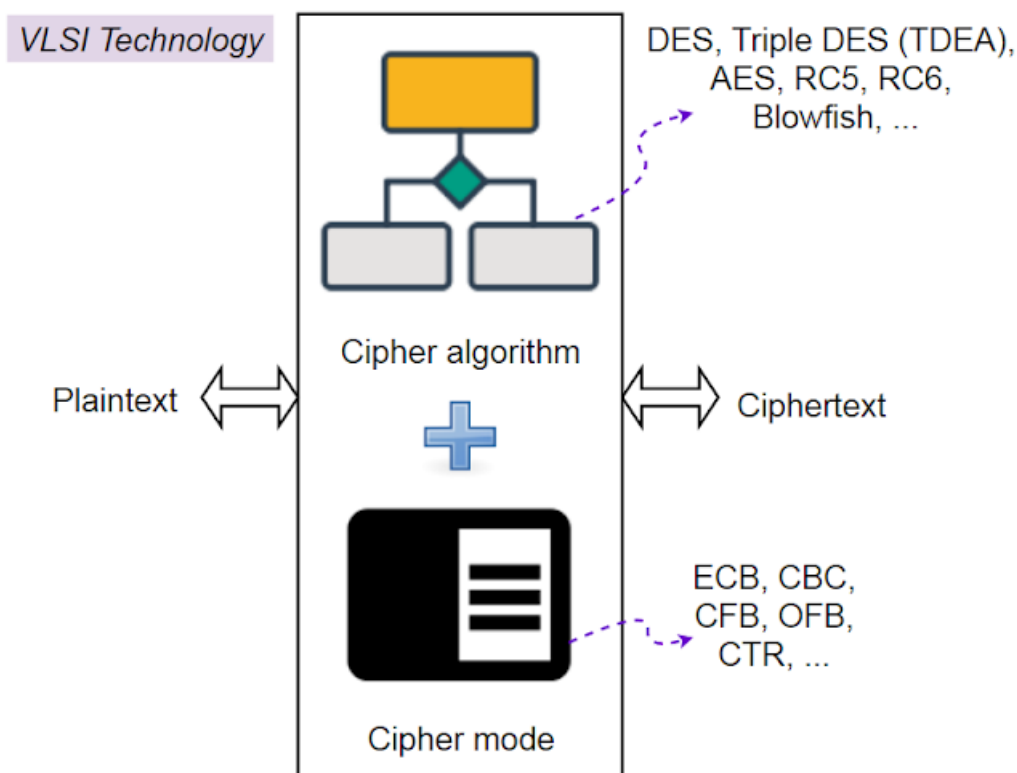 VLSI Technology
DES, Triple DES (TDEA),
AES, RC5, RC6,
Blowfish, ...
Cipher algorithm
Plaintext
Ciphertext
ECB, CBC,
CFB, OFB,
CTR, ...
Cipher mode